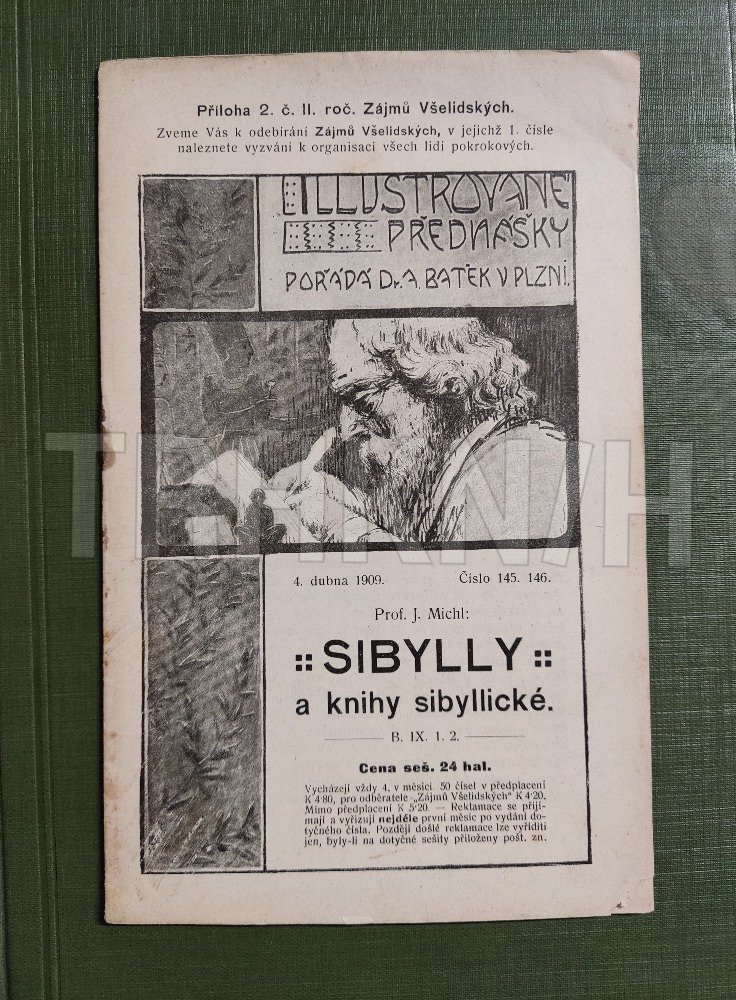 Příloha 2. č. II. roč. Zájmů Všelidských.
Zveme Vás k odebírání Zájmů Všelidských, v jejichž 1. čísle
naleznete vyzvání k organisaci všech lidí pokrokových.
ILLUSTROVANÉ
PŘEDNÁŠKY
POŘÁDÁ Dr. A. BATĚK V PLZNI.
4. dubna 1909. Číslo 145. 146.
Prof. J. Michl:
:: SIBYLLY ::
a knihy sibyllické.
B. IX. 1. 2.
Cena seš. 24 hal.
Vycházejí vždy 4. v měsíci. 50 čísel v předplacení
K 4·80, pro odběratele „Zájmů Všelidských" K 4·20.
Mimo předplacení K 5·20. — Reklamace se přijí-
mají a vyřizují nejdéle první měsíc po vydání do-
tyčného čísla. Později došlé reklamace lze vyříditi
jen, byly-li na dotyčné sešity přiloženy pošt. zn.